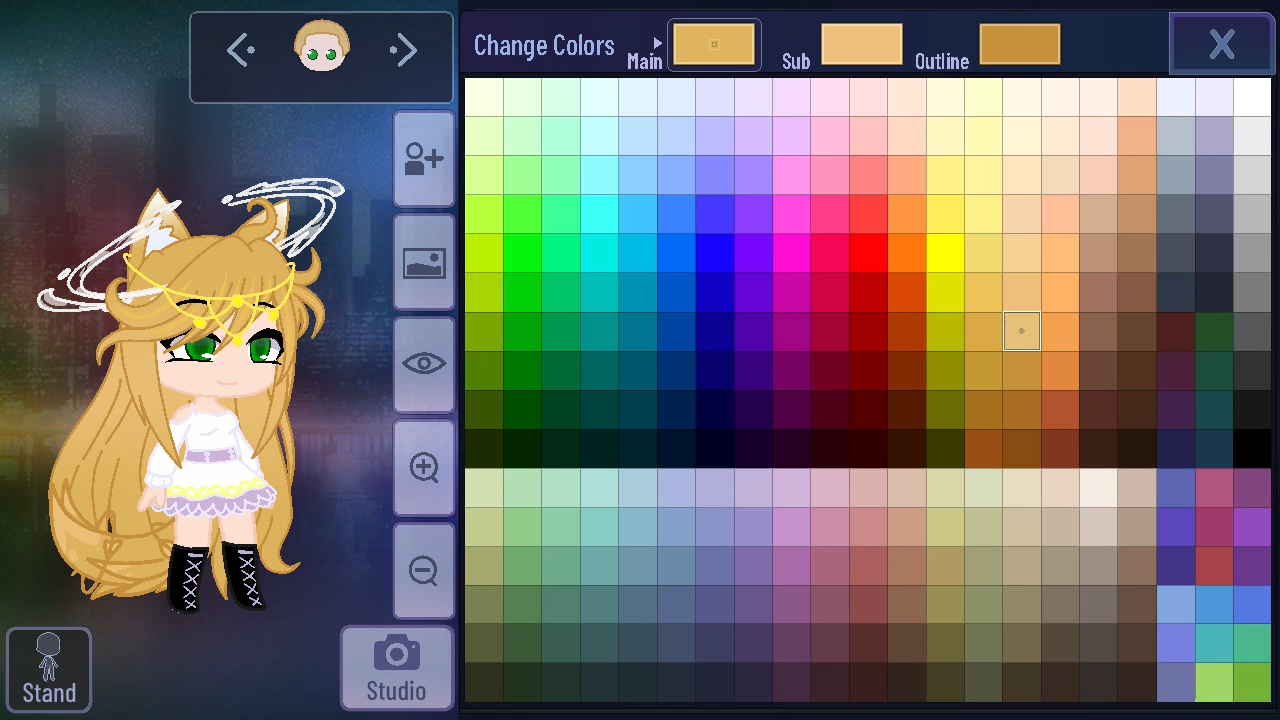 Change Colors
Main
Sub
Outline
X
Stand
Studio